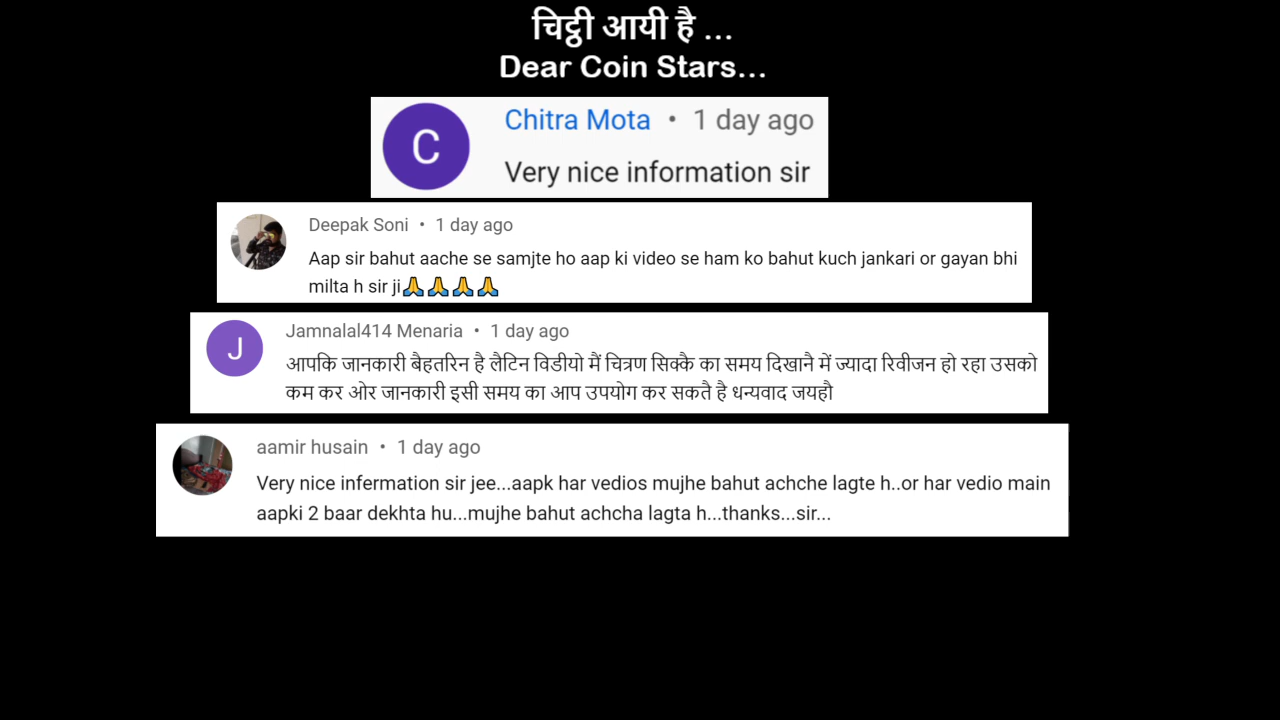 चिट्ठी आयी है ...
Dear Coin Stars...
C
Chitra Mota • 1 day ago
Very nice information sir
Deepak Soni • 1 day ago
Aap sir bahut aache se samjte ho aap ki video se ham ko bahut kuch jankari or gayan bhi
milta h sir ji🙏🙏🙏🙏
J
Jamnalal414 Menaria • 1 day ago
आपकि जानकारी बैहतरिन है लैटिन विडीयो मैं चित्रण सिक्कै का समय दिखानै में ज्यादा रिवीजन हो रहा उसको
कम कर ओर जानकारी इसी समय का आप उपयोग कर सकतै है धन्यवाद जयहौ
aamir husain • 1 day ago
Very nice infermation sir jee...aapk har vedios mujhe bahut achche lagte h..or har vedio main
aapki 2 baar dekhta hu...mujhe bahut achcha lagta h...thanks...sir...